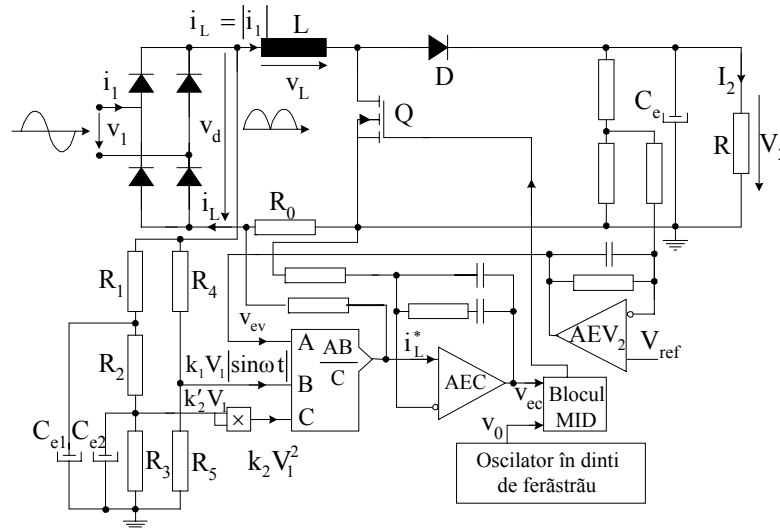 i_L = |i_1|
L
D
i_1
v_1
v_d
v_L
Q
C_e
I_2
R
V_2
i_L
R_0
R_1
R_4
v_ev
A
AB
C
i_L^*
AEV_2
V_ref
R_2
k_1V_1|sinωt|
B
AEC
k'_2V_1
×
C
v_ec
Blocul
MID
v_0
C_e1
C_e2
R_3
R_5
k_2V_1^2
Oscilator în dinti
de ferãstrãu